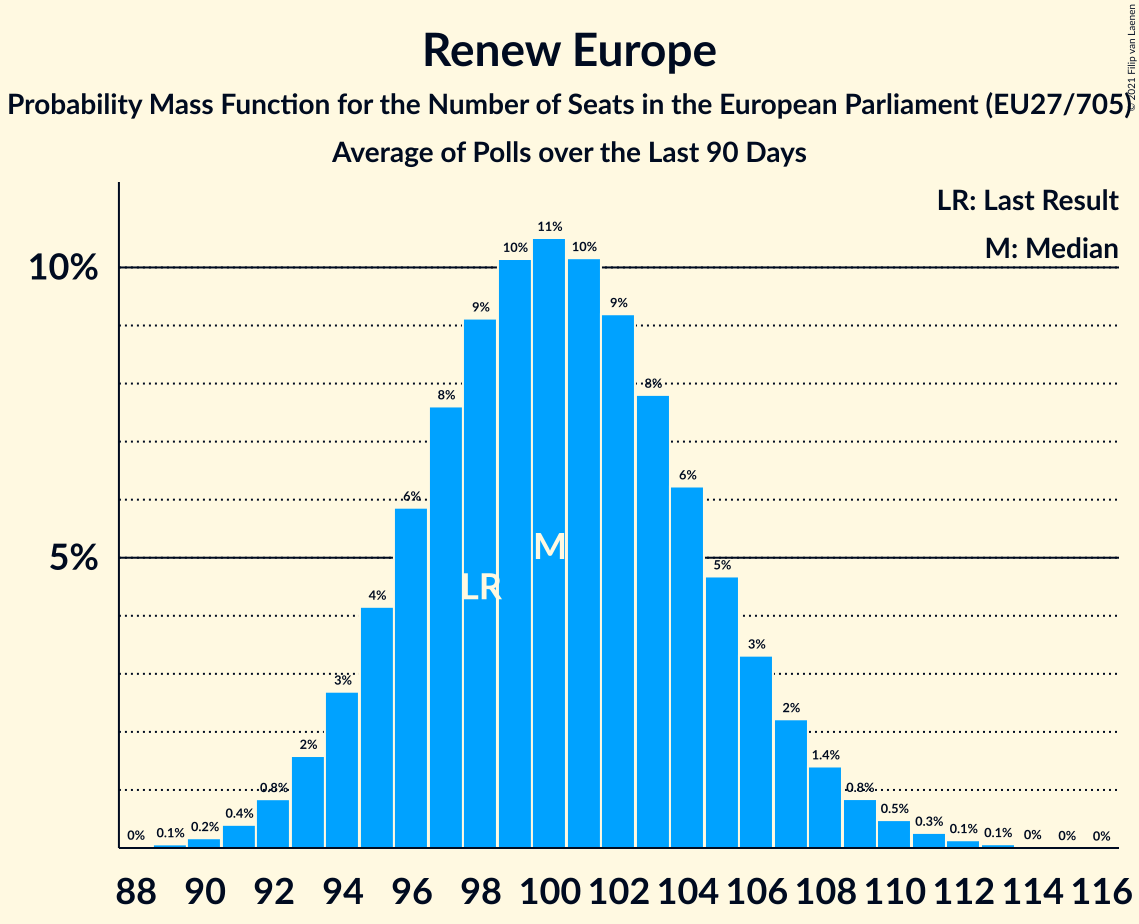 Renew Europe
Probability Mass Function for the Number of Seats in the European Parliament (EU27/705)
Average of Polls over the Last 90 Days
© 2021 Filip van Laenen
LR: Last Result
M: Median
10%
5%
0% 0.1% 0.2% 0.4% 0.8% 2% 3% 4% 6% 8% 9% 10% 11% 10% 9% 8% 6% 5% 3% 2% 1.4% 0.8% 0.5% 0.3% 0.1% 0.1% 0% 0% 0%
M
LR
88 90 92 94 96 98 100 102 104 106 108 110 112 114 116